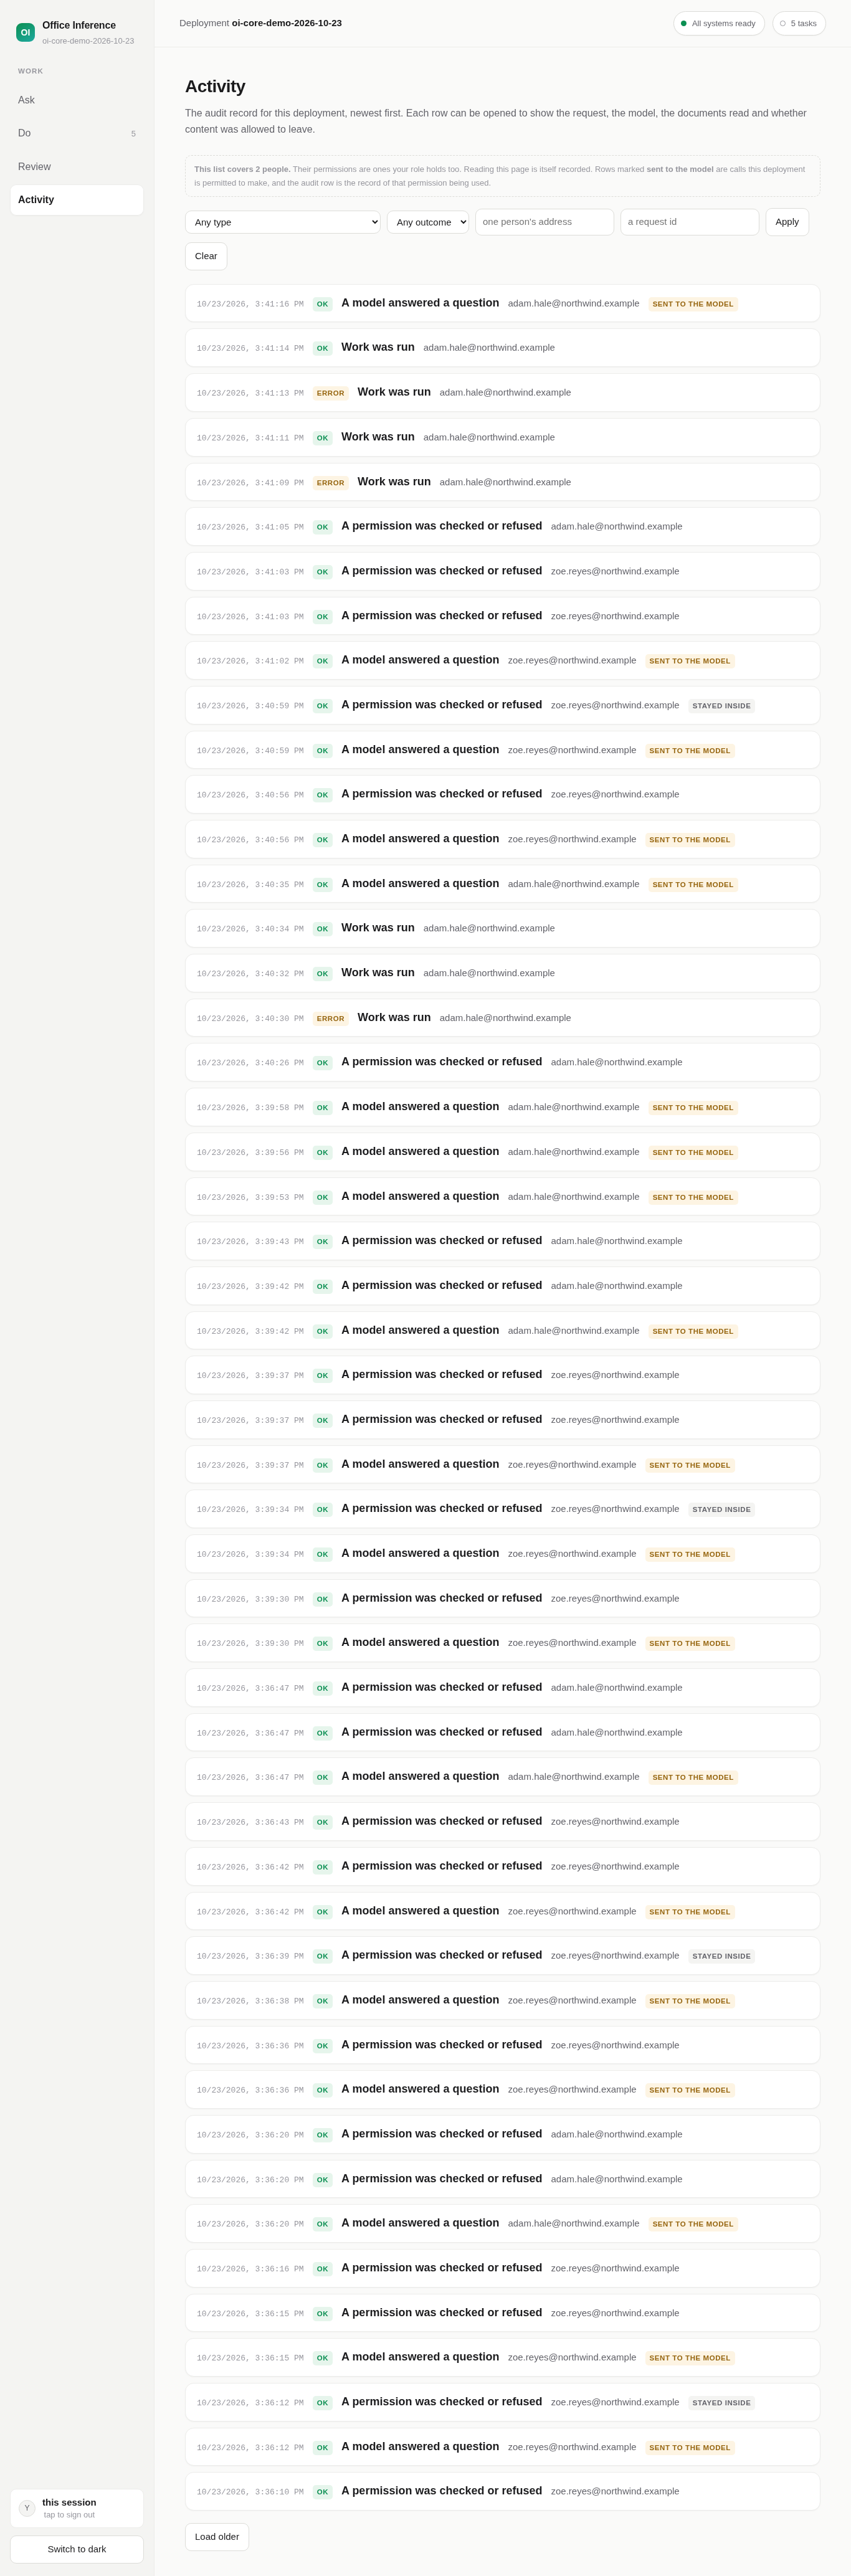 OI
Office Inference
oi-core-demo-2026-10-23
WORK
Ask
Do 5
Review
Activity
Deployment oi-core-demo-2026-10-23
All systems ready
5 tasks
Activity
The audit record for this deployment, newest first. Each row can be opened to show the request, the model, the documents read and whether
content was allowed to leave.
This list covers 2 people. Their permissions are ones your role holds too. Reading this page is itself recorded. Rows marked sent to the model are calls this deployment
is permitted to make, and the audit row is the record of that permission being used.
Any type Any outcome one person's address a request id Apply
Clear
10/23/2026, 3:41:16 PM OK A model answered a question adam.hale@northwind.example SENT TO THE MODEL
10/23/2026, 3:41:14 PM OK Work was run adam.hale@northwind.example
10/23/2026, 3:41:13 PM ERROR Work was run adam.hale@northwind.example
10/23/2026, 3:41:11 PM OK Work was run adam.hale@northwind.example
10/23/2026, 3:41:09 PM ERROR Work was run adam.hale@northwind.example
10/23/2026, 3:41:05 PM OK A permission was checked or refused adam.hale@northwind.example
10/23/2026, 3:41:03 PM OK A permission was checked or refused zoe.reyes@northwind.example
10/23/2026, 3:41:03 PM OK A permission was checked or refused zoe.reyes@northwind.example
10/23/2026, 3:41:02 PM OK A model answered a question zoe.reyes@northwind.example SENT TO THE MODEL
10/23/2026, 3:40:59 PM OK A permission was checked or refused zoe.reyes@northwind.example STAYED INSIDE
10/23/2026, 3:40:59 PM OK A model answered a question zoe.reyes@northwind.example SENT TO THE MODEL
10/23/2026, 3:40:56 PM OK A permission was checked or refused zoe.reyes@northwind.example
10/23/2026, 3:40:56 PM OK A model answered a question zoe.reyes@northwind.example SENT TO THE MODEL
10/23/2026, 3:40:35 PM OK A model answered a question adam.hale@northwind.example SENT TO THE MODEL
10/23/2026, 3:40:34 PM OK Work was run adam.hale@northwind.example
10/23/2026, 3:40:32 PM OK Work was run adam.hale@northwind.example
10/23/2026, 3:40:30 PM ERROR Work was run adam.hale@northwind.example
10/23/2026, 3:40:26 PM OK A permission was checked or refused adam.hale@northwind.example
10/23/2026, 3:39:58 PM OK A model answered a question adam.hale@northwind.example SENT TO THE MODEL
10/23/2026, 3:39:56 PM OK A model answered a question adam.hale@northwind.example SENT TO THE MODEL
10/23/2026, 3:39:53 PM OK A model answered a question adam.hale@northwind.example SENT TO THE MODEL
10/23/2026, 3:39:43 PM OK A permission was checked or refused adam.hale@northwind.example
10/23/2026, 3:39:42 PM OK A permission was checked or refused adam.hale@northwind.example
10/23/2026, 3:39:42 PM OK A model answered a question adam.hale@northwind.example SENT TO THE MODEL
10/23/2026, 3:39:37 PM OK A permission was checked or refused zoe.reyes@northwind.example
10/23/2026, 3:39:37 PM OK A permission was checked or refused zoe.reyes@northwind.example
10/23/2026, 3:39:37 PM OK A model answered a question zoe.reyes@northwind.example SENT TO THE MODEL
10/23/2026, 3:39:34 PM OK A permission was checked or refused zoe.reyes@northwind.example STAYED INSIDE
10/23/2026, 3:39:34 PM OK A model answered a question zoe.reyes@northwind.example SENT TO THE MODEL
10/23/2026, 3:39:30 PM OK A permission was checked or refused zoe.reyes@northwind.example
10/23/2026, 3:39:30 PM OK A model answered a question zoe.reyes@northwind.example SENT TO THE MODEL
10/23/2026, 3:36:47 PM OK A permission was checked or refused adam.hale@northwind.example
10/23/2026, 3:36:47 PM OK A permission was checked or refused adam.hale@northwind.example
10/23/2026, 3:36:47 PM OK A model answered a question adam.hale@northwind.example SENT TO THE MODEL
10/23/2026, 3:36:43 PM OK A permission was checked or refused zoe.reyes@northwind.example
10/23/2026, 3:36:42 PM OK A permission was checked or refused zoe.reyes@northwind.example
10/23/2026, 3:36:42 PM OK A model answered a question zoe.reyes@northwind.example SENT TO THE MODEL
10/23/2026, 3:36:39 PM OK A permission was checked or refused zoe.reyes@northwind.example STAYED INSIDE
10/23/2026, 3:36:38 PM OK A model answered a question zoe.reyes@northwind.example SENT TO THE MODEL
10/23/2026, 3:36:36 PM OK A permission was checked or refused zoe.reyes@northwind.example
10/23/2026, 3:36:36 PM OK A model answered a question zoe.reyes@northwind.example SENT TO THE MODEL
10/23/2026, 3:36:20 PM OK A permission was checked or refused adam.hale@northwind.example
10/23/2026, 3:36:20 PM OK A permission was checked or refused adam.hale@northwind.example
10/23/2026, 3:36:20 PM OK A model answered a question adam.hale@northwind.example SENT TO THE MODEL
10/23/2026, 3:36:16 PM OK A permission was checked or refused zoe.reyes@northwind.example
10/23/2026, 3:36:15 PM OK A permission was checked or refused zoe.reyes@northwind.example
10/23/2026, 3:36:15 PM OK A model answered a question zoe.reyes@northwind.example SENT TO THE MODEL
10/23/2026, 3:36:12 PM OK A permission was checked or refused zoe.reyes@northwind.example STAYED INSIDE
10/23/2026, 3:36:12 PM OK A model answered a question zoe.reyes@northwind.example SENT TO THE MODEL
10/23/2026, 3:36:10 PM OK A permission was checked or refused zoe.reyes@northwind.example
Load older
Y
this session
tap to sign out
Switch to dark